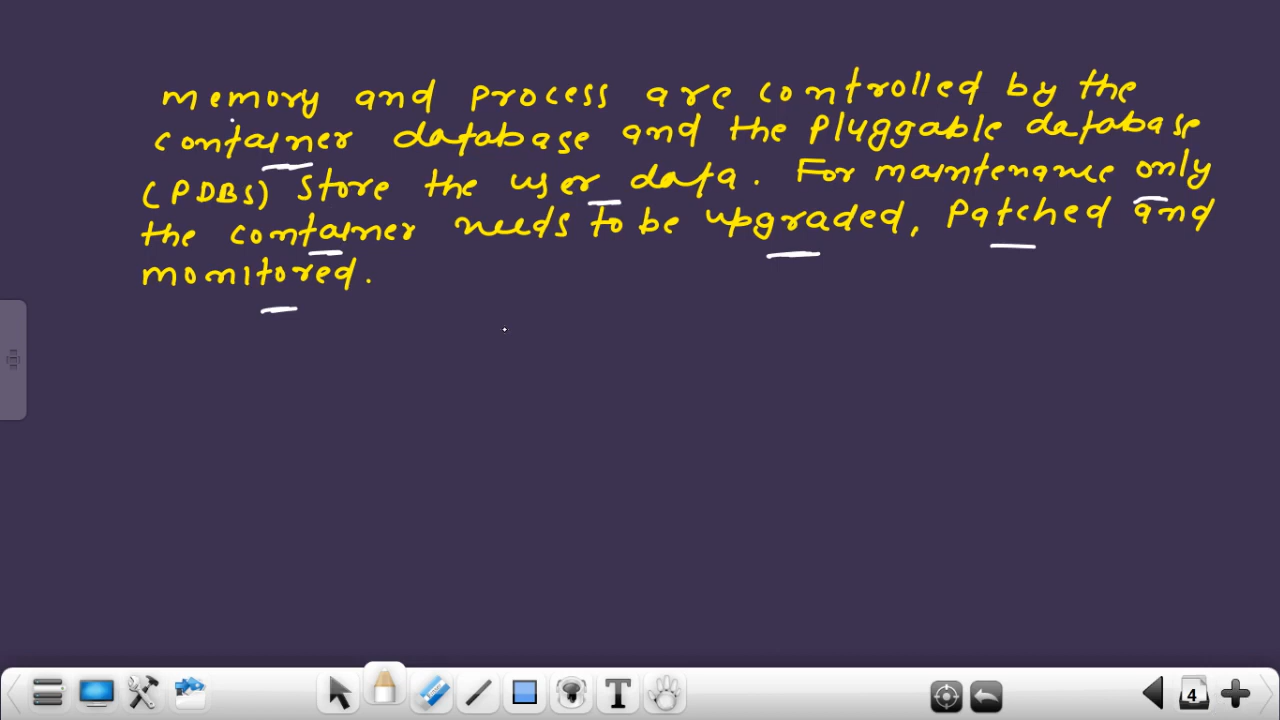 memory and process are controlled by the
container database and the Pluggable database
(PDBS) Store the user data. For maintenance only
the container needs to be upgraded, Patched and
monitored.
T
4